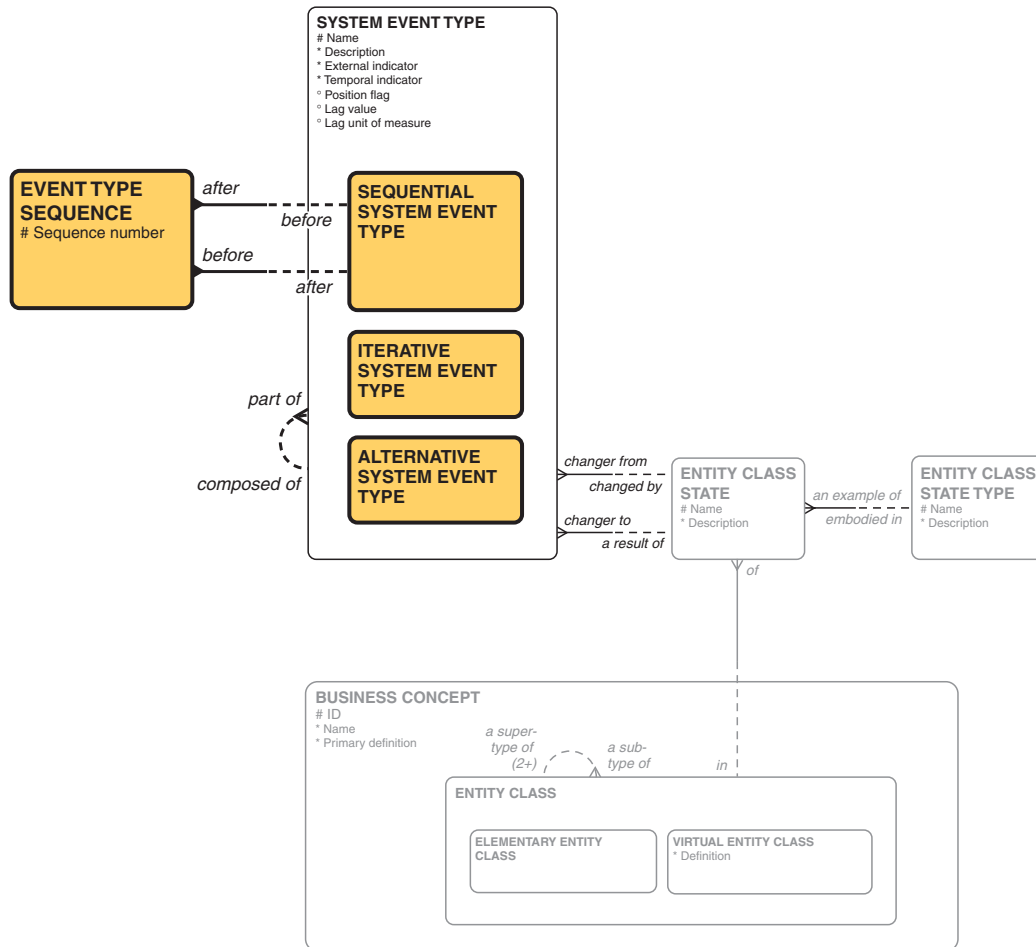 SYSTEM EVENT TYPE
# Name
* Description
* External indicator
* Temporal indicator
° Position flag
° Lag value
° Lag unit of measure
EVENT TYPE
SEQUENCE
# Sequence number
after
before
before
after
SEQUENTIAL
SYSTEM EVENT
TYPE
ITERATIVE
SYSTEM EVENT
TYPE
part of
composed of
ALTERNATIVE
SYSTEM EVENT
TYPE
changer from
changed by
changer to
a result of
ENTITY CLASS
STATE
# Name
* Description
an example of
embodied in
ENTITY CLASS
STATE TYPE
# Name
* Description
of
BUSINESS CONCEPT
# ID
* Name
* Primary definition
a super-
type of
(2+)
a sub-
type of
in
ENTITY CLASS
ELEMENTARY ENTITY
CLASS
VIRTUAL ENTITY CLASS
* Definition